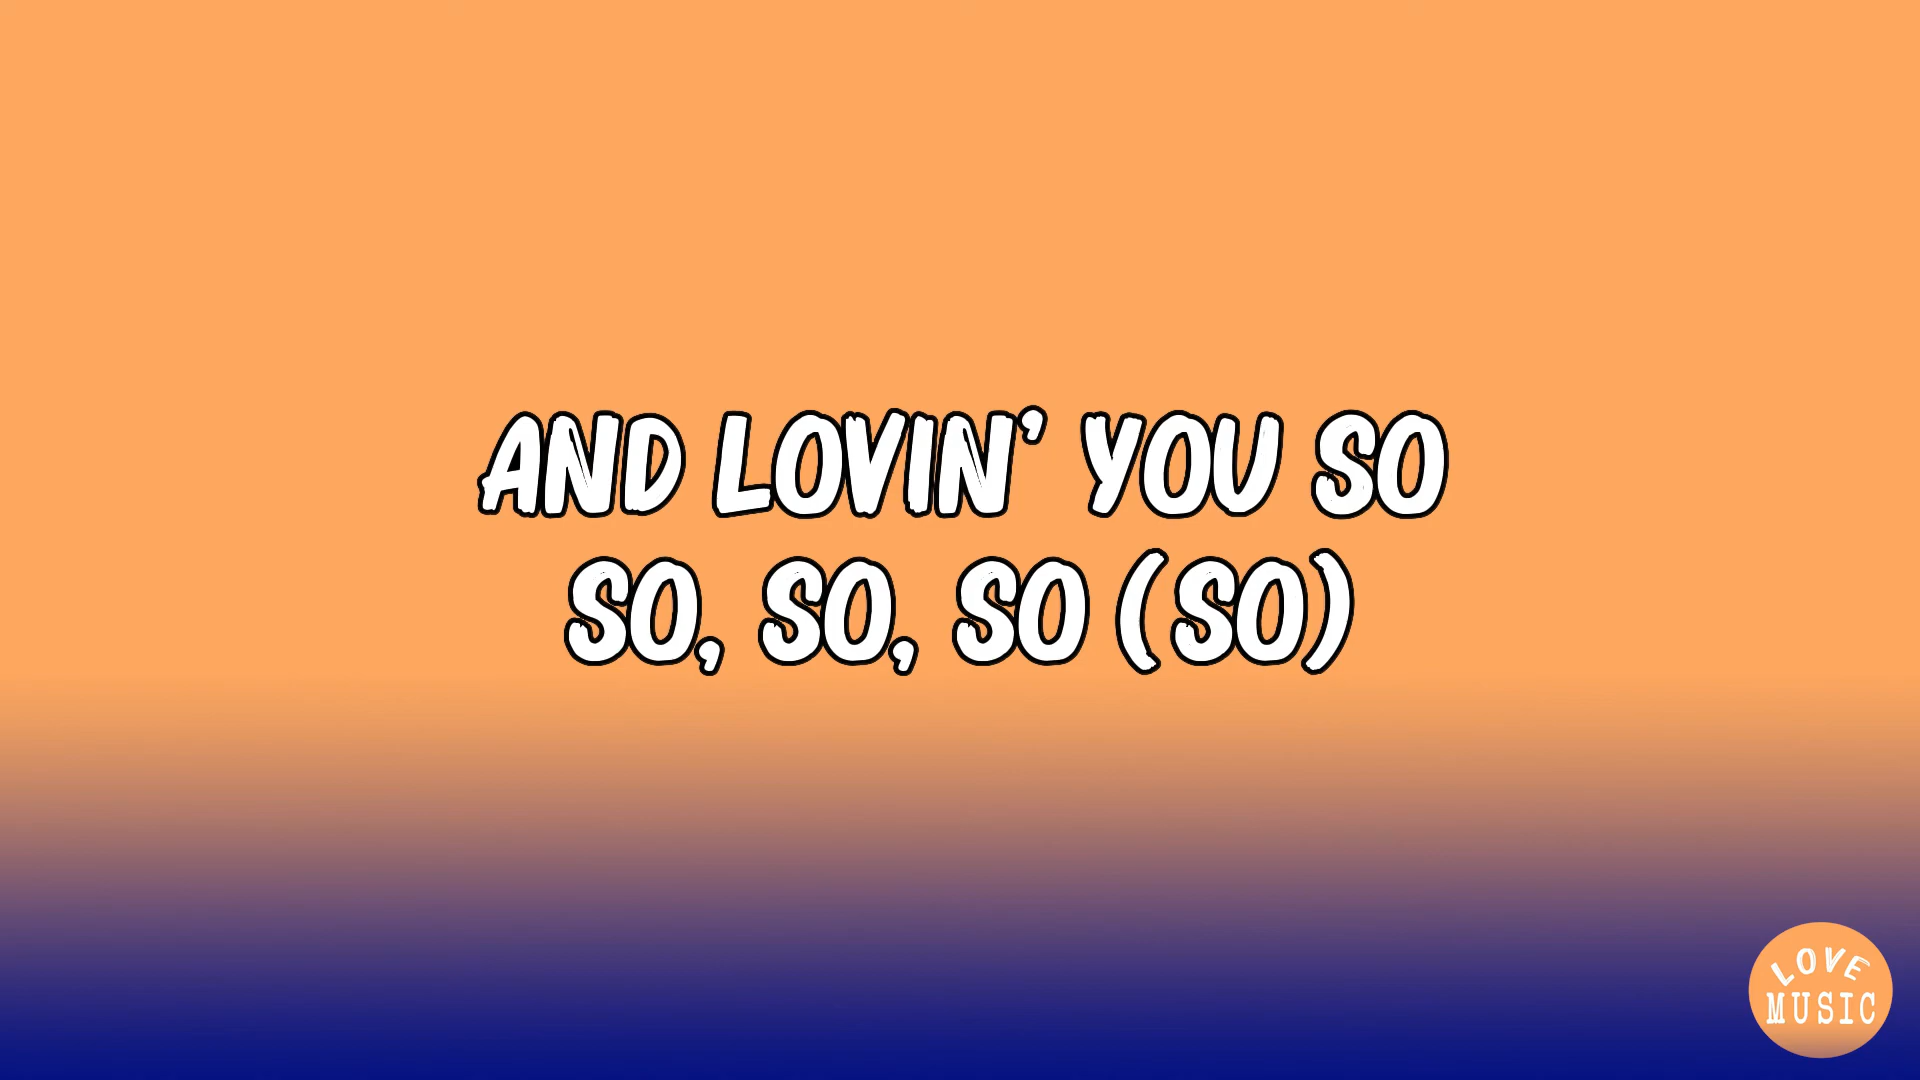 AND LOVIN' YOU SO
SO, SO, SO (SO)
LOVE
MUSIC